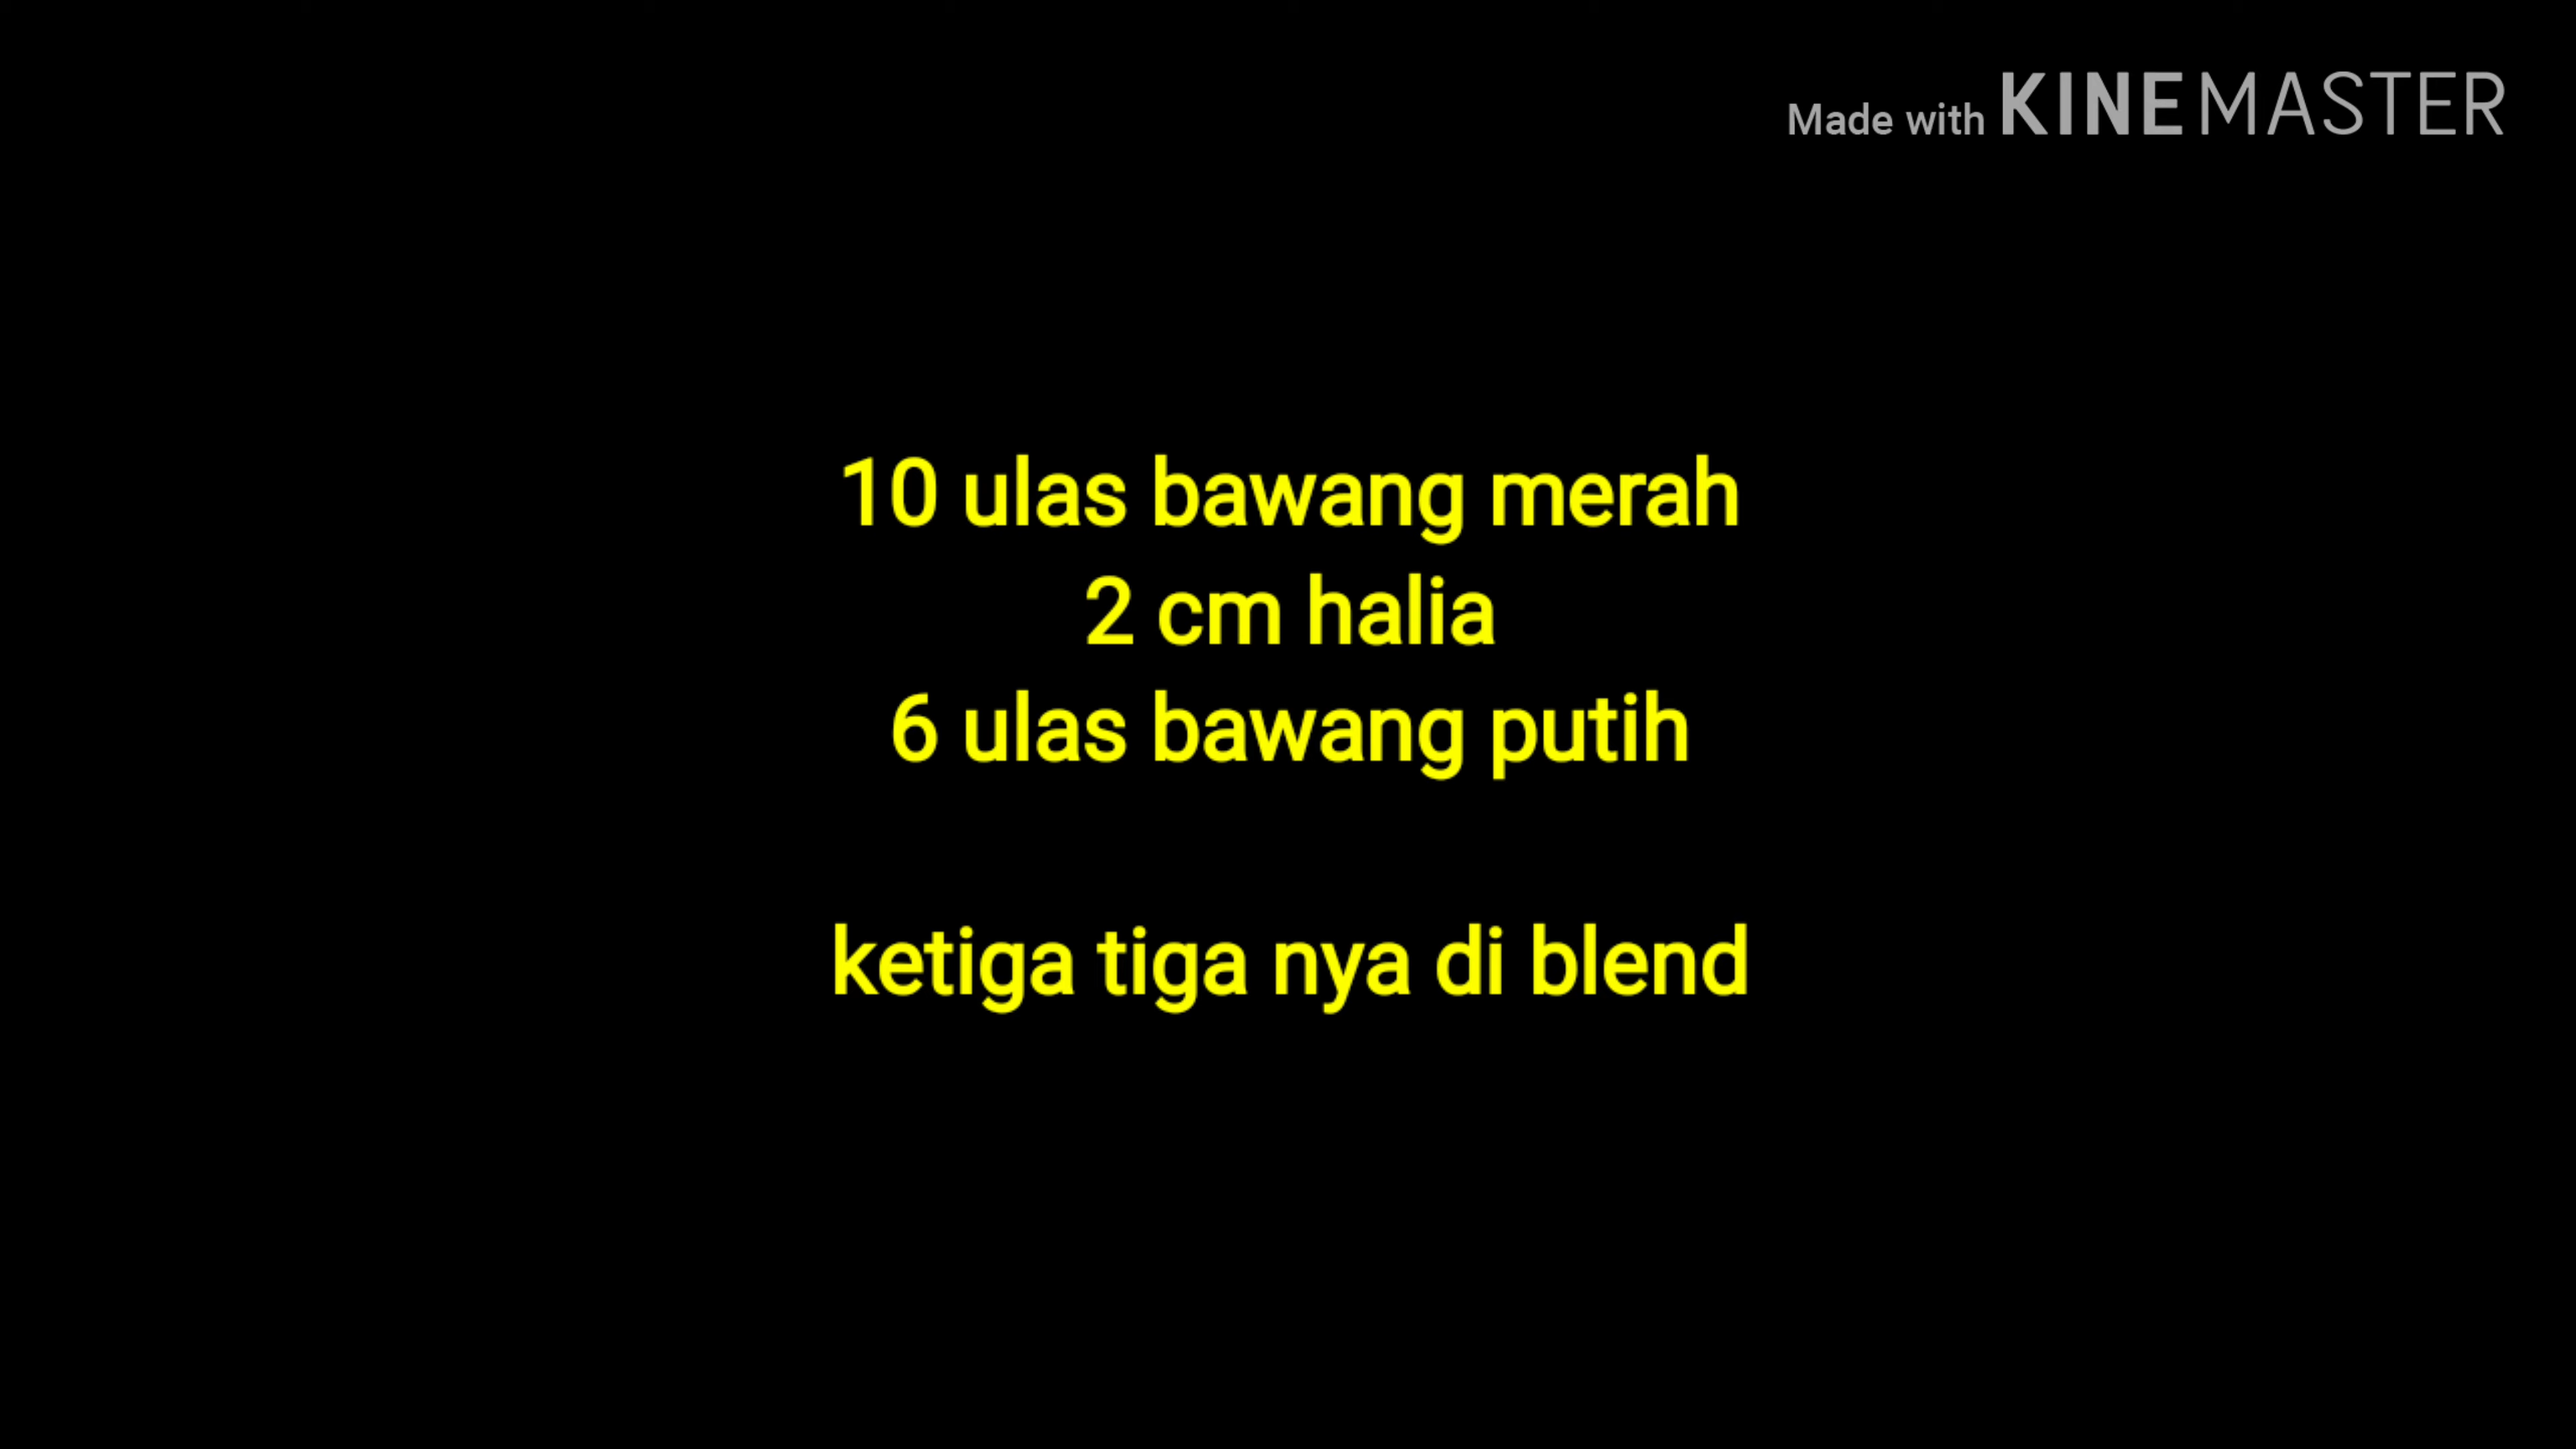 Made with KINEMASTER
10 ulas bawang merah
2 cm halia
6 ulas bawang putih
ketiga tiga nya di blend